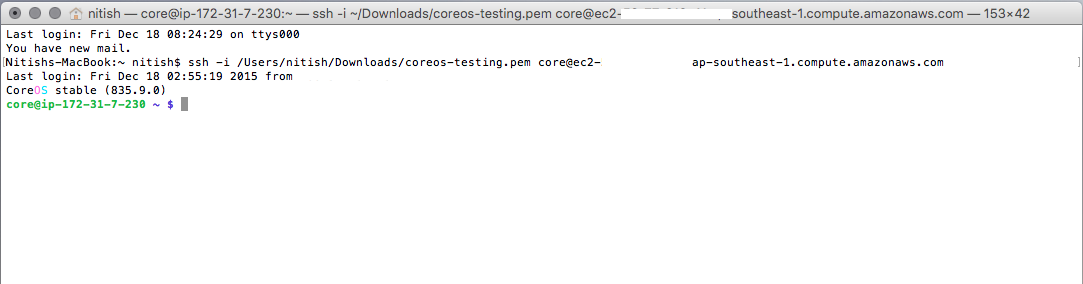 nitish — core@ip-172-31-7-230:~ — ssh -i ~/Downloads/coreos-testing.pem core@ec2- southeast-1.compute.amazonaws.com — 153×42
Last login: Fri Dec 18 08:24:29 on ttys000
You have new mail.
[Nitishs-MacBook:~ nitish$ ssh -i /Users/nitish/Downloads/coreos-testing.pem core@ec2- ap-southeast-1.compute.amazonaws.com ]
Last login: Fri Dec 18 02:55:19 2015 from
CoreOS stable (835.9.0)
core@ip-172-31-7-230 ~ $